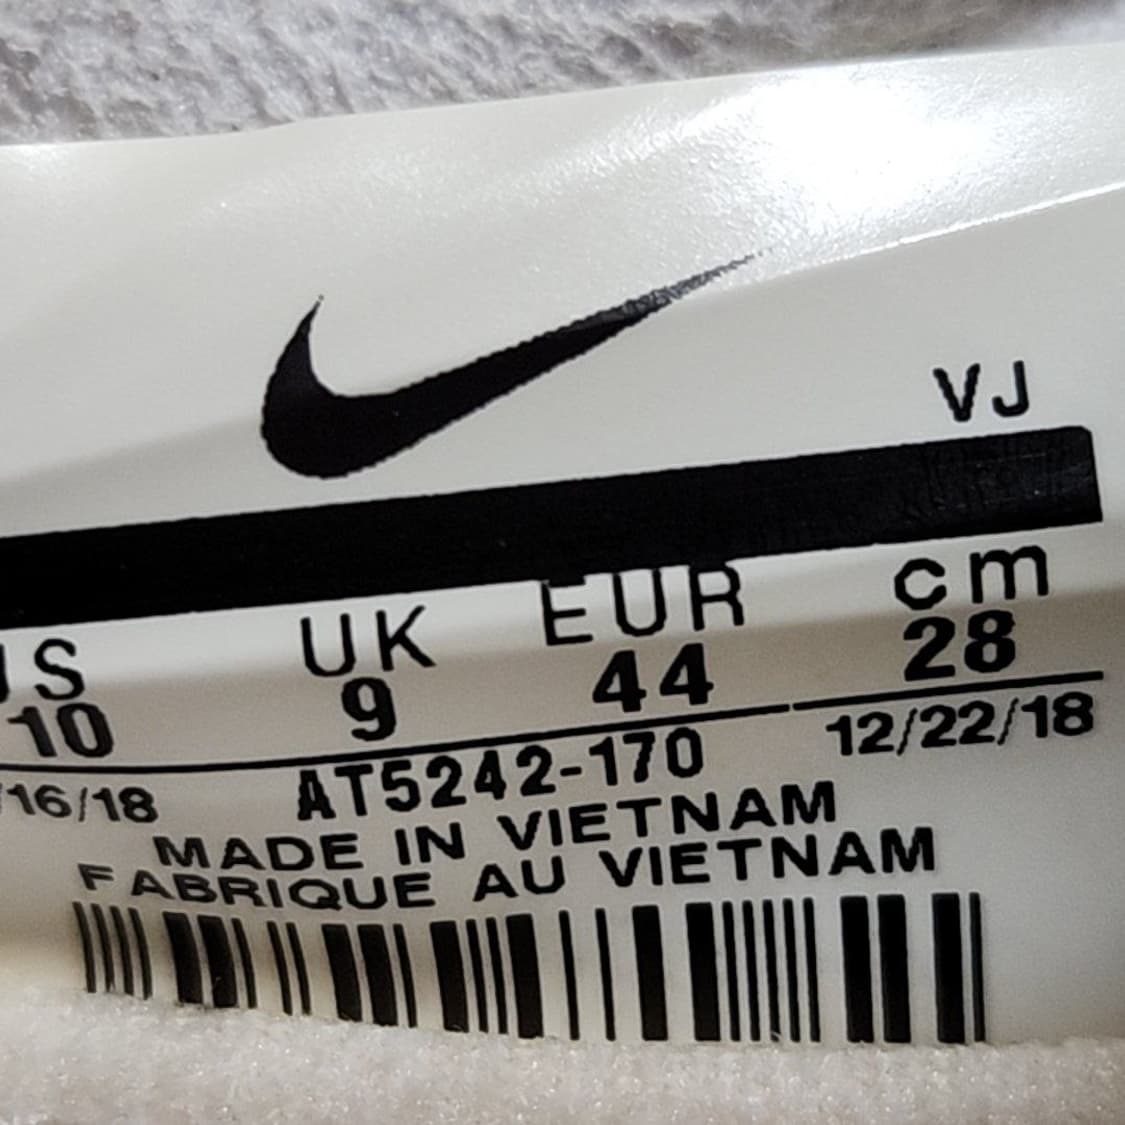 VJ
US UK EUR cm
10 9 44 28
/16/18 AT5242-170 12/22/18
MADE IN VIETNAM
FABRIQUE AU VIETNAM